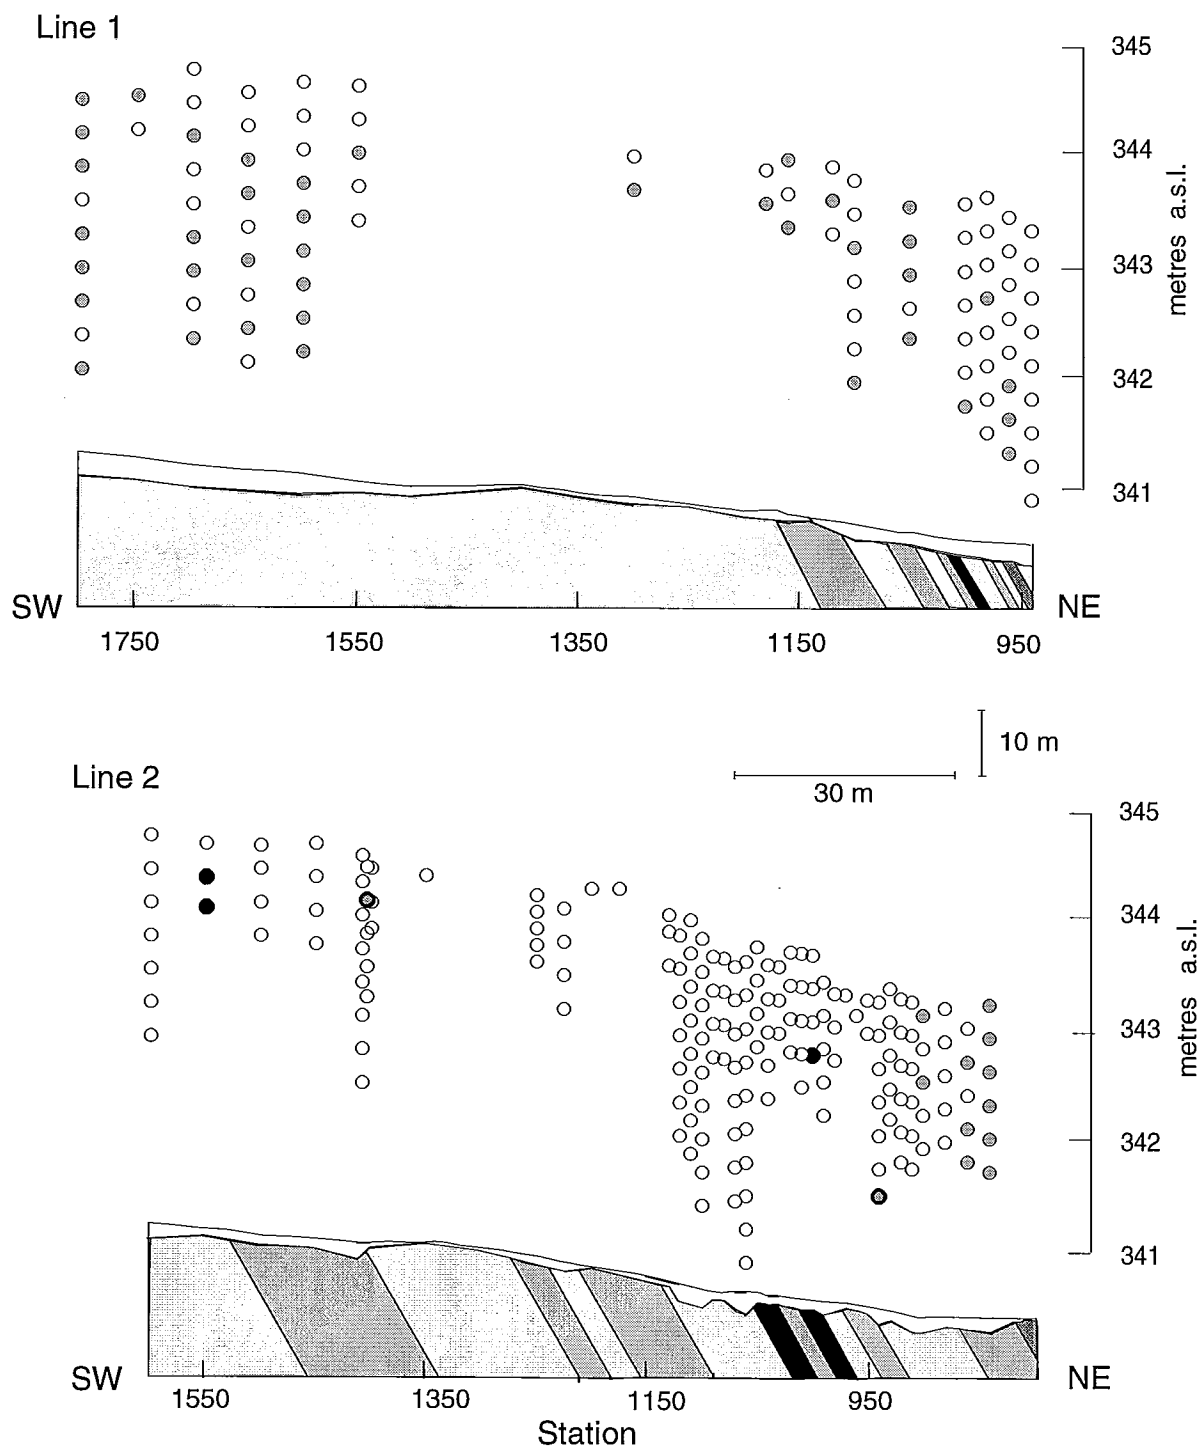 Line 1
345
344
343
342
341
metres a.s.l.
SW
NE
1750 1550 1350 1150 950
10 m
30 m
Line 2
345
344
343
342
341
metres a.s.l.
SW
NE
1550 1350 1150 950
Station